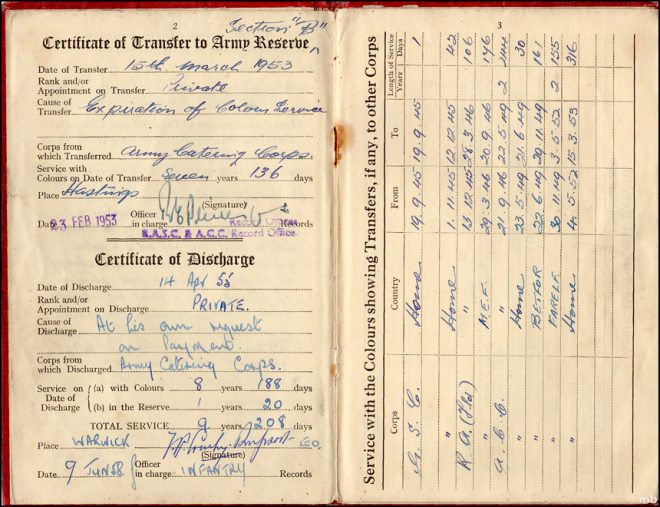 2
Section "B"
Certificate of Transfer to Army Reserve
Date of Transfer 15th march 1953
Rank and/or
Appointment on Transfer Private
Cause of
Transfer Expiration of Colour Service
Corps from
which Transferred Army Catering Corps.
Service with
Colours on Date of Transfer Seven years 136 days
Place Hastings
(Signature)
Date 23 FEB 1953 Officer in charge Records
R.A.S.C. & A.C.C. Record Office.
Certificate of Discharge
Date of Discharge 14 Apr 55
Rank and/or
Appointment on Discharge PRIVATE.
Cause of
Discharge At his own request
on Payment.
Corps from
which Discharged Army Catering Corps.
Service on (a) with Colours 8 years 188 days
Date of
Discharge (b) in the Reserve 1 years 20 days
TOTAL SERVICE 9 years 208 days
Place WARWICK
(Signature)
Date 9 JUN 58. Officer in charge INFANTRY Records
3
Service with the Colours showing Transfers, if any, to other Corps
Corps Country From To Length of Service
Years Days
G. S. C. Home 19. 9. 45 19. 9. 45 1
" Home 1. 11. 45 12. 12. 45 42
R A (Fld) " 13 12. 45 28. 3. 46 106
" M.E.F. 29. 3. 46 20. 9. 46 176
A. C. C. " 21. 9. 46 22. 5. 49 2 244
" Home 23. 5. 49 21. 6. 49 30
" BETFOR 22. 6. 49 29. 11. 49 161
" FARELF 30. 11. 49 3. 5. 52 2 155
" Home 4. 5. 52 15. 3. 53 316
mb